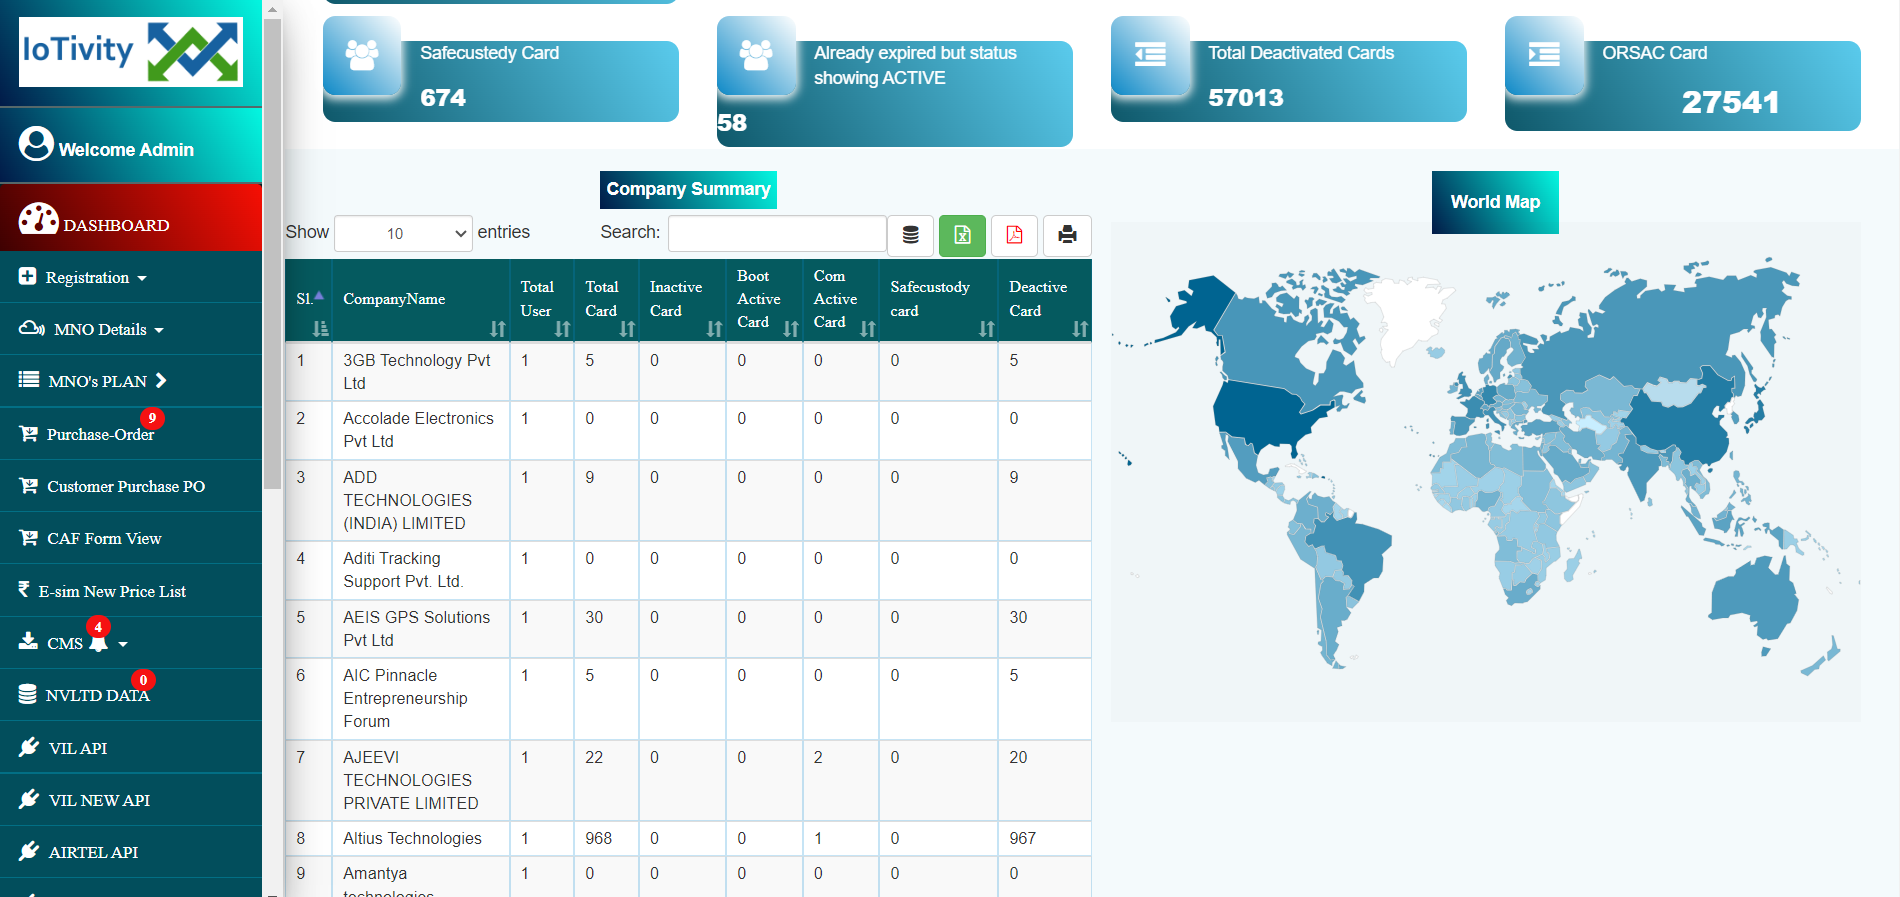 IoTivity
Welcome Admin
DASHBOARD
Registration
MNO Details
MNO's PLAN
9
Purchase-Order
Customer Purchase PO
CAF Form View
₹ E-sim New Price List
4
CMS
0
NVLTD DATA
VIL API
VIL NEW API
AIRTEL API
Safecustedy Card
674
Already expired but status
showing ACTIVE
58
Total Deactivated Cards
57013
ORSAC Card
27541
Company Summary
Show 10 entries Search:
Sl. CompanyName Total User Total Card Inactive Card Boot Active Card Com Active Card Safecustody card Deactive Card
1 3GB Technology Pvt 1 5 0 0 0 0 5
Ltd
2 Accolade Electronics 1 0 0 0 0 0 0
Pvt Ltd
3 ADD 1 9 0 0 0 0 9
TECHNOLOGIES
(INDIA) LIMITED
4 Aditi Tracking 1 0 0 0 0 0 0
Support Pvt. Ltd.
5 AEIS GPS Solutions 1 30 0 0 0 0 30
Pvt Ltd
6 AIC Pinnacle 1 5 0 0 0 0 5
Entrepreneurship
Forum
7 AJEEVI 1 22 0 0 2 0 20
TECHNOLOGIES
PRIVATE LIMITED
8 Altius Technologies 1 968 0 0 1 0 967
9 Amantya 1 0 0 0 0 0 0
technologies
World Map